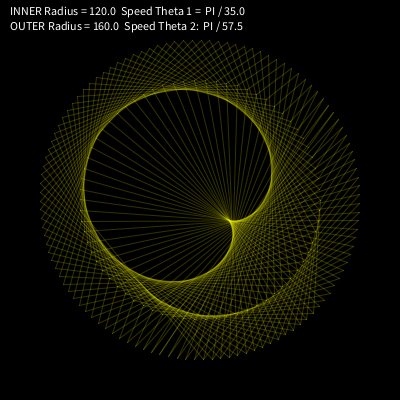 INNER Radius = 120.0  Speed Theta 1 =  PI / 35.0
OUTER Radius = 160.0  Speed Theta 2:  PI / 57.5